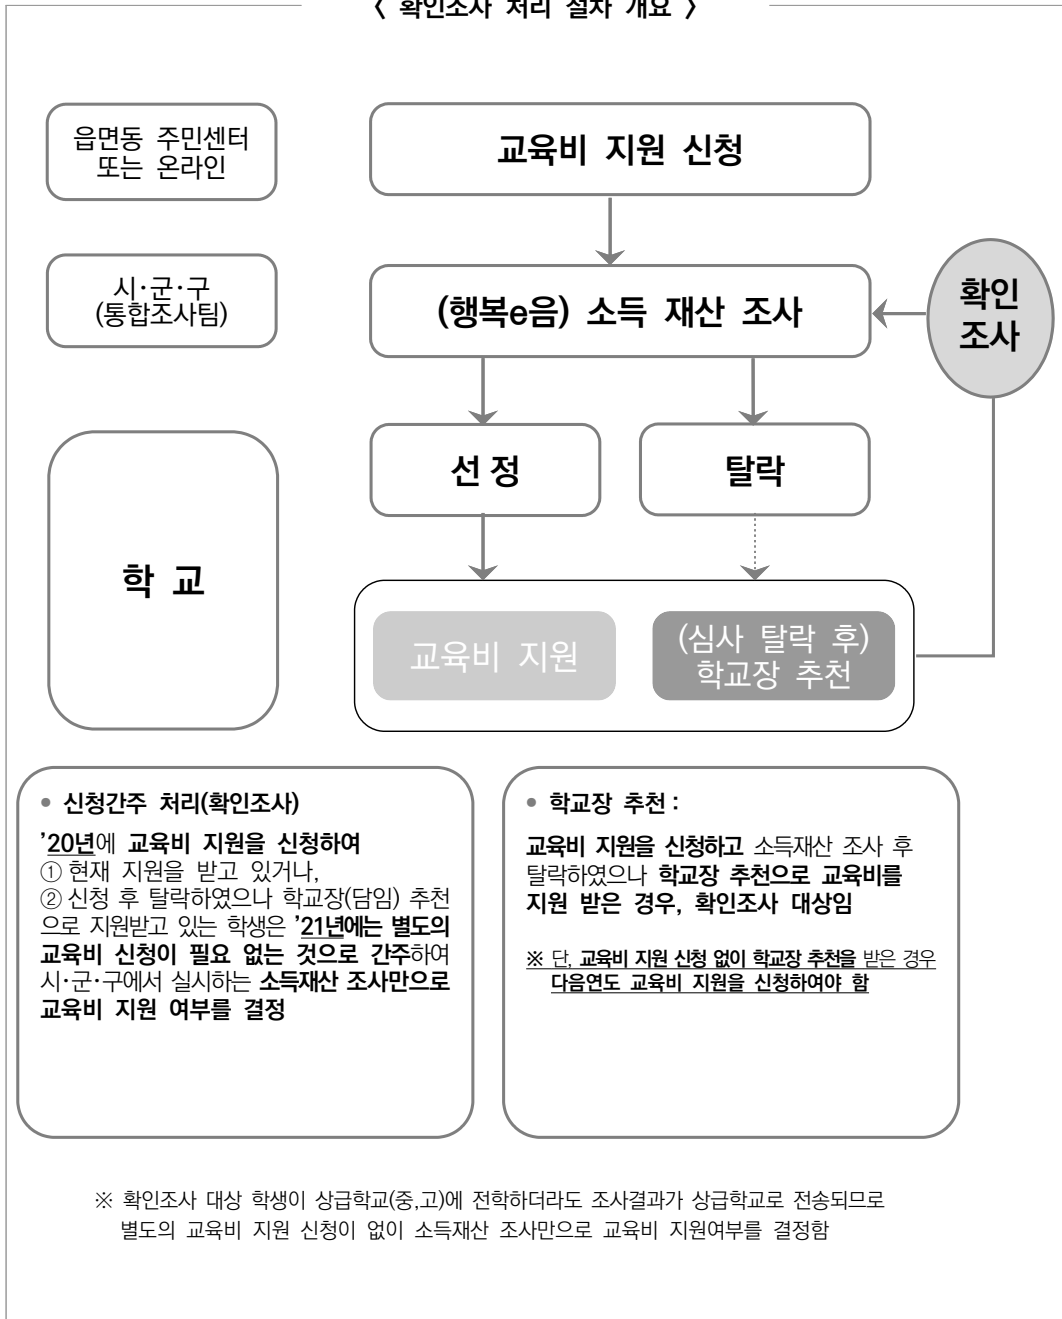 〈 확인조사 처리 절차 개요 〉
읍면동 주민센터
또는 온라인
교육비 지원 신청
시·군·구
(통합조사팀)
(행복e음) 소득 재산 조사
확인
조사
선 정
탈락
학 교
교육비 지원
(심사 탈락 후)
학교장 추천
• 신청간주 처리(확인조사)
'20년에 교육비 지원을 신청하여
① 현재 지원을 받고 있거나,
② 신청 후 탈락하였으나 학교장(담임) 추천
으로 지원받고 있는 학생은 '21년에는 별도의
교육비 신청이 필요 없는 것으로 간주하여
시·군·구에서 실시하는 소득재산 조사만으로
교육비 지원 여부를 결정
• 학교장 추천 :
교육비 지원을 신청하고 소득재산 조사 후
탈락하였으나 학교장 추천으로 교육비를
지원 받은 경우, 확인조사 대상임
※ 단, 교육비 지원 신청 없이 학교장 추천을 받은 경우
다음연도 교육비 지원을 신청하여야 함
※ 확인조사 대상 학생이 상급학교(중,고)에 전학하더라도 조사결과가 상급학교로 전송되므로
별도의 교육비 지원 신청이 없이 소득재산 조사만으로 교육비 지원여부를 결정함